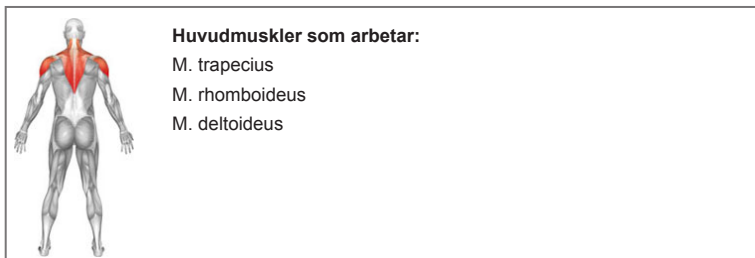 Huvudmuskler som arbetar:
M. trapecius
M. rhomboideus
M. deltoideus